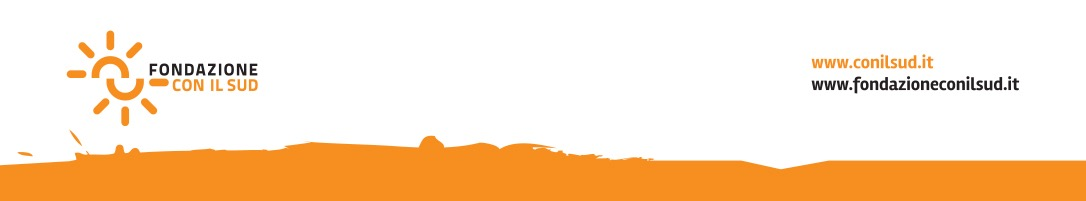 FONDAZIONE
CON IL SUD
www.conilsud.it
www.fondazioneconilsud.it